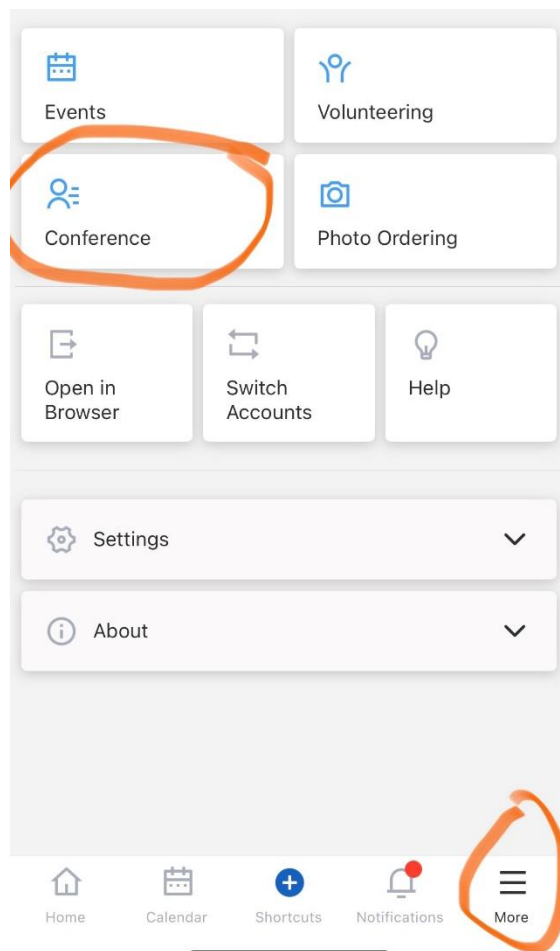 Events
Volunteering
Conference
Photo Ordering
Open in
Browser
Switch
Accounts
Help
Settings
About
Home
Calendar
Shortcuts
Notifications
More